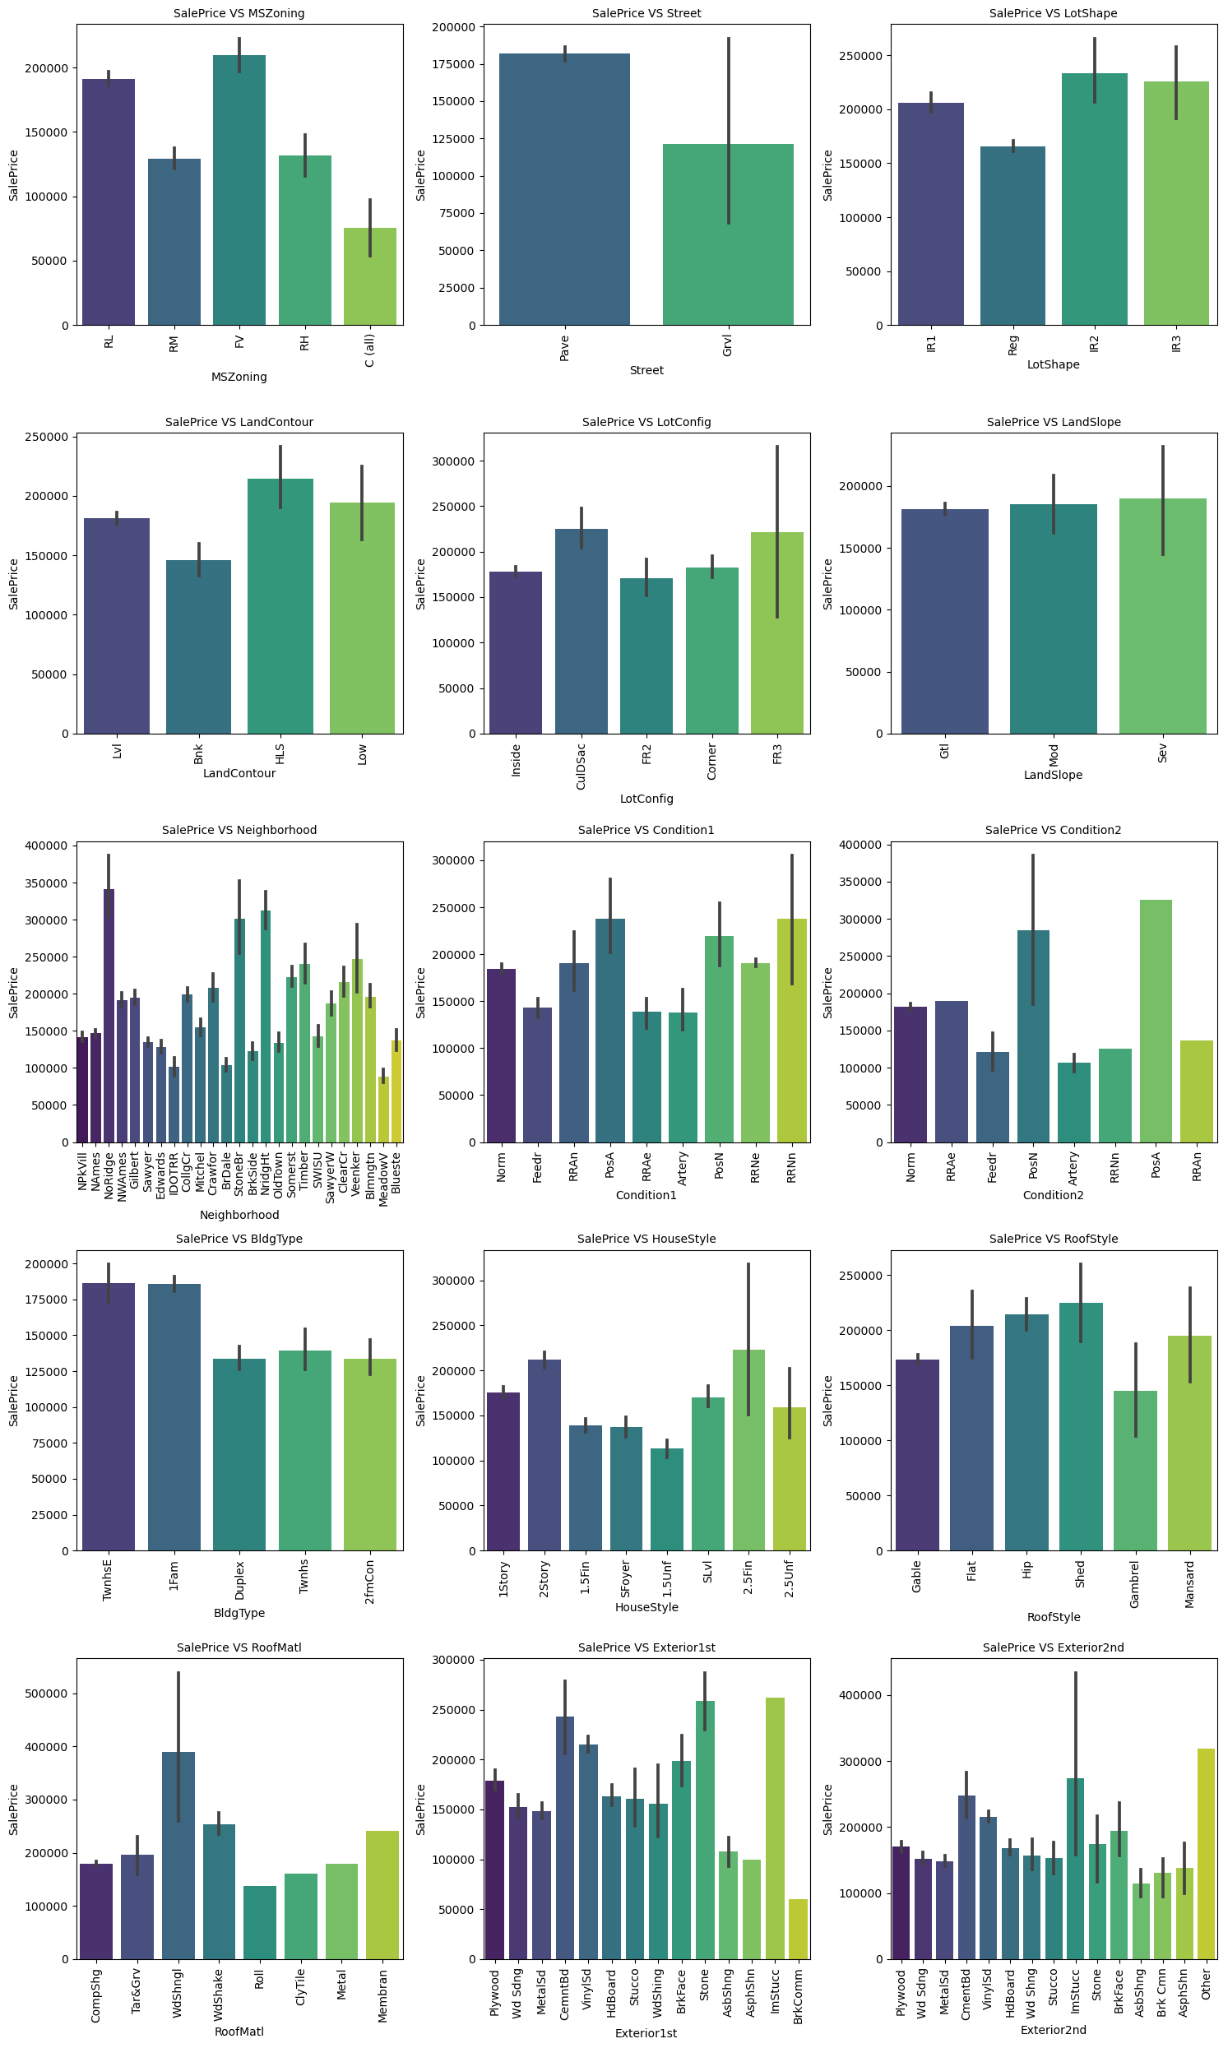 SalePrice VS MSZoning
SalePrice
200000
150000
100000
50000
0
RL
RM
FV
RH
C (all)
MSZoning
SalePrice VS Street
SalePrice
200000
175000
150000
125000
100000
75000
50000
25000
0
Pave
Grvl
Street
SalePrice VS LotShape
SalePrice
250000
200000
150000
100000
50000
0
IR1
Reg
IR2
IR3
LotShape
SalePrice VS LandContour
SalePrice
250000
200000
150000
100000
50000
0
Lvl
Bnk
HLS
Low
LandContour
SalePrice VS LotConfig
SalePrice
300000
250000
200000
150000
100000
50000
0
Inside
CulDSac
FR2
Corner
FR3
LotConfig
SalePrice VS LandSlope
SalePrice
200000
150000
100000
50000
0
Gtl
Mod
Sev
LandSlope
SalePrice VS Neighborhood
SalePrice
400000
350000
300000
250000
200000
150000
100000
50000
0
NPkVill
NAmes
NoRidge
NWAmes
Gilbert
Sawyer
Edwards
IDOTRR
CollgCr
Mitchel
Crawfor
BrDale
StoneBr
BrkSide
NridgHt
OldTown
Somerst
Timber
SWISU
SawyerW
ClearCr
Veenker
Blmngtn
MeadowV
Blueste
Neighborhood
SalePrice VS Condition1
SalePrice
300000
250000
200000
150000
100000
50000
0
Norm
Feedr
RRAn
PosA
RRAe
Artery
PosN
RRNe
RRNn
Condition1
SalePrice VS Condition2
SalePrice
400000
350000
300000
250000
200000
150000
100000
50000
0
Norm
RRAe
Feedr
PosN
Artery
RRNn
PosA
RRAn
Condition2
SalePrice VS BldgType
SalePrice
200000
175000
150000
125000
100000
75000
50000
25000
0
TwnhsE
1Fam
Duplex
Twnhs
2fmCon
BldgType
SalePrice VS HouseStyle
SalePrice
300000
250000
200000
150000
100000
50000
0
1Story
2Story
1.5Fin
SFoyer
1.5Unf
SLvl
2.5Fin
2.5Unf
HouseStyle
SalePrice VS RoofStyle
SalePrice
250000
200000
150000
100000
50000
0
Gable
Flat
Hip
Shed
Gambrel
Mansard
RoofStyle
SalePrice VS RoofMatl
SalePrice
500000
400000
300000
200000
100000
0
CompShg
Tar&Grv
WdShngl
WdShake
Roll
ClyTile
Metal
Membran
RoofMatl
SalePrice VS Exterior1st
SalePrice
300000
250000
200000
150000
100000
50000
0
Plywood
Wd Sdng
MetalSd
CemntBd
VinylSd
HdBoard
Stucco
WdShing
BrkFace
Stone
AsbShng
AsphShn
ImStucc
BrkComm
Exterior1st
SalePrice VS Exterior2nd
SalePrice
400000
300000
200000
100000
0
Plywood
Wd Sdng
MetalSd
CmentBd
VinylSd
HdBoard
Wd Shng
Stucco
ImStucc
Stone
BrkFace
AsbShng
Brk Cmn
AsphShn
Other
Exterior2nd